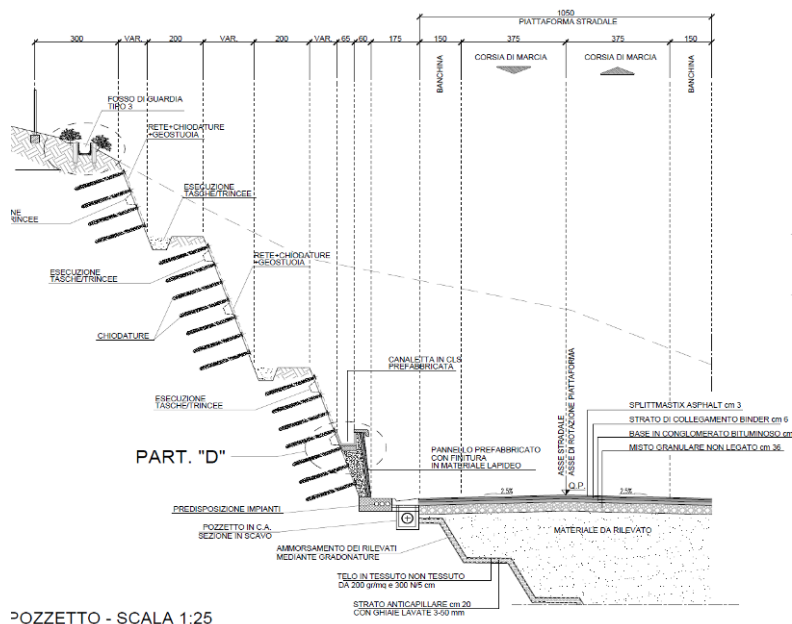 1050
PIATTAFORMA STRADALE
300
VAR.
200
VAR.
200
VAR.
65
60
175
150
375
375
150
BANCHINA
CORSIA DI MARCIA
CORSIA DI MARCIA
BANCHINA
FOSSO DI GUARDIA
TIPO 3
RETE+CHIODATURE
+GEOSTUOIA
ESECUZIONE
TASCHE/TRINCEE
NE
RINCEE
RETE+CHIODATURE
+GEOSTUOIA
ESECUZIONE
TASCHE/TRINCEE
CHIODATURE
CANALETTA IN CLS
PREFABBRICATA
ESECUZIONE
TASCHE/TRINCEE
PART. "D"
PANNELLO PREFABBRICATO
CON FINITURA
IN MATERIALE LAPIDEO
ASSE STRADALE
ASSE DI ROTAZIONE PIATTAFORMA
SPLITTMASTIX ASPHALT cm 3
STRATO DI COLLEGAMENTO BINDER cm 6
BASE IN CONGLOMERATO BITUMINOSO cm
MISTO GRANULARE NON LEGATO cm 36
Q.P.
2.5%
2.5%
PREDISPOSIZIONE IMPIANTI
POZZETTO IN C.A.
SEZIONE IN SCAVO
MATERIALE DA RILEVATO
AMMORSAMENTO DEI RILEVATI
MEDIANTE GRADONATURE
TELO IN TESSUTO NON TESSUTO
DA 200 gr/mq e 300 N/5 cm
STRATO ANTICAPILLARE cm 20
CON GHIAIE LAVATE 3-50 mm
POZZETTO - SCALA 1:25